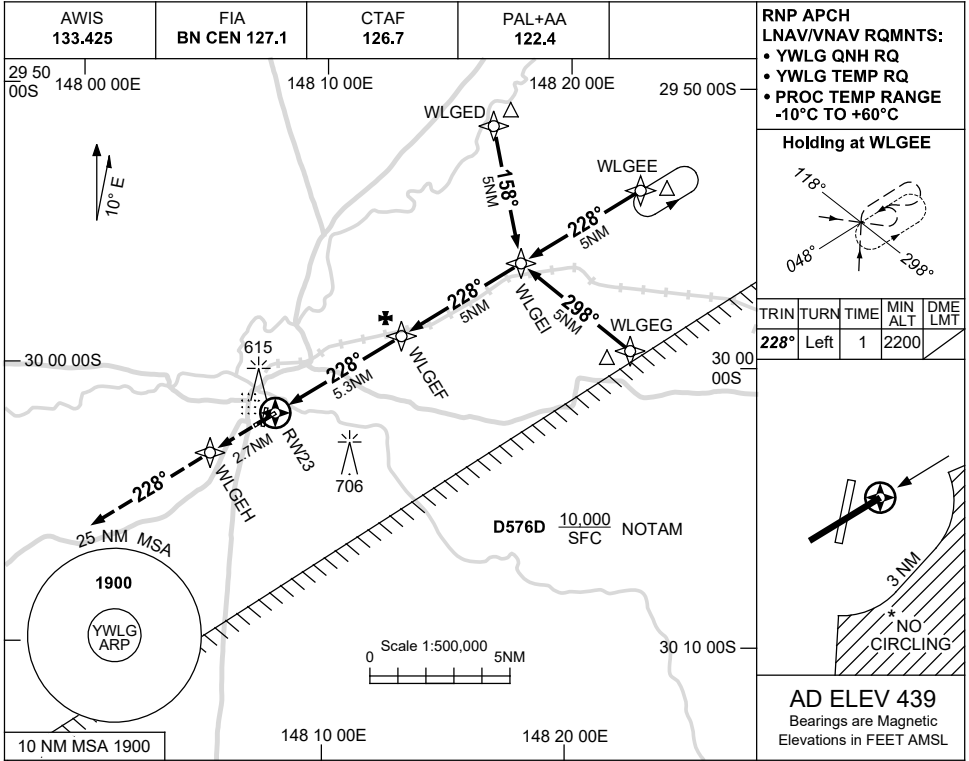 AWIS
133.425
FIA
BN CEN 127.1
CTAF
126.7
PAL+AA
122.4
RNP APCH
LNAV/VNAV RQMNTS:
• YWLG QNH RQ
• YWLG TEMP RQ
• PROC TEMP RANGE
-10°C TO +60°C
29 50
00S
148 00 00E
148 10 00E
148 20 00E
29 50 00S
10° E
WLGED
WLGEE
158°
5NM
228°
5NM
228°
5NM
WLGEI
298°
5NM
WLGEG
WLGEF
228°
5.3NM
30 00 00S
30 00
00S
615
RW23
2.7NM
WLGEH
228°
706
D576D 10,000
SFC
NOTAM
25 NM MSA
1900
YWLG
ARP
Scale 1:500,000
0
5NM
30 10 00S
10 NM MSA 1900
148 10 00E
148 20 00E
Holding at WLGEE
118°
048°
298°
TRIN TURN TIME MIN
ALT DME
LMT
228° Left 1 2200
3 NM
*NO
CIRCLING
AD ELEV 439
Bearings are Magnetic
Elevations in FEET AMSL